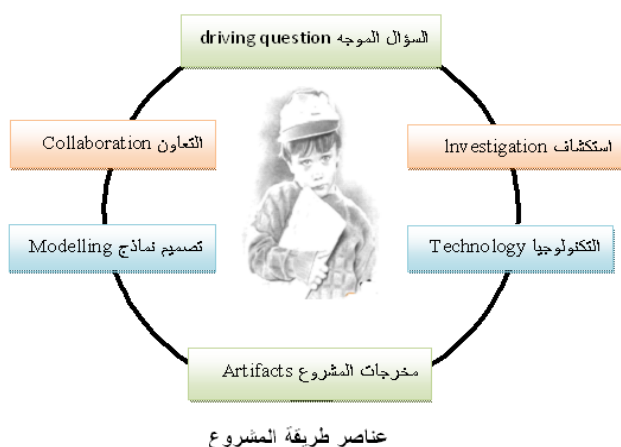 السؤال الموجه driving question
التعاون Collaboration
استكشاف Investigation
تصميم نماذج Modelling
التكنولوجيا Technology
مخرجات المشروع Artifacts
عناصر طريقة المشروع